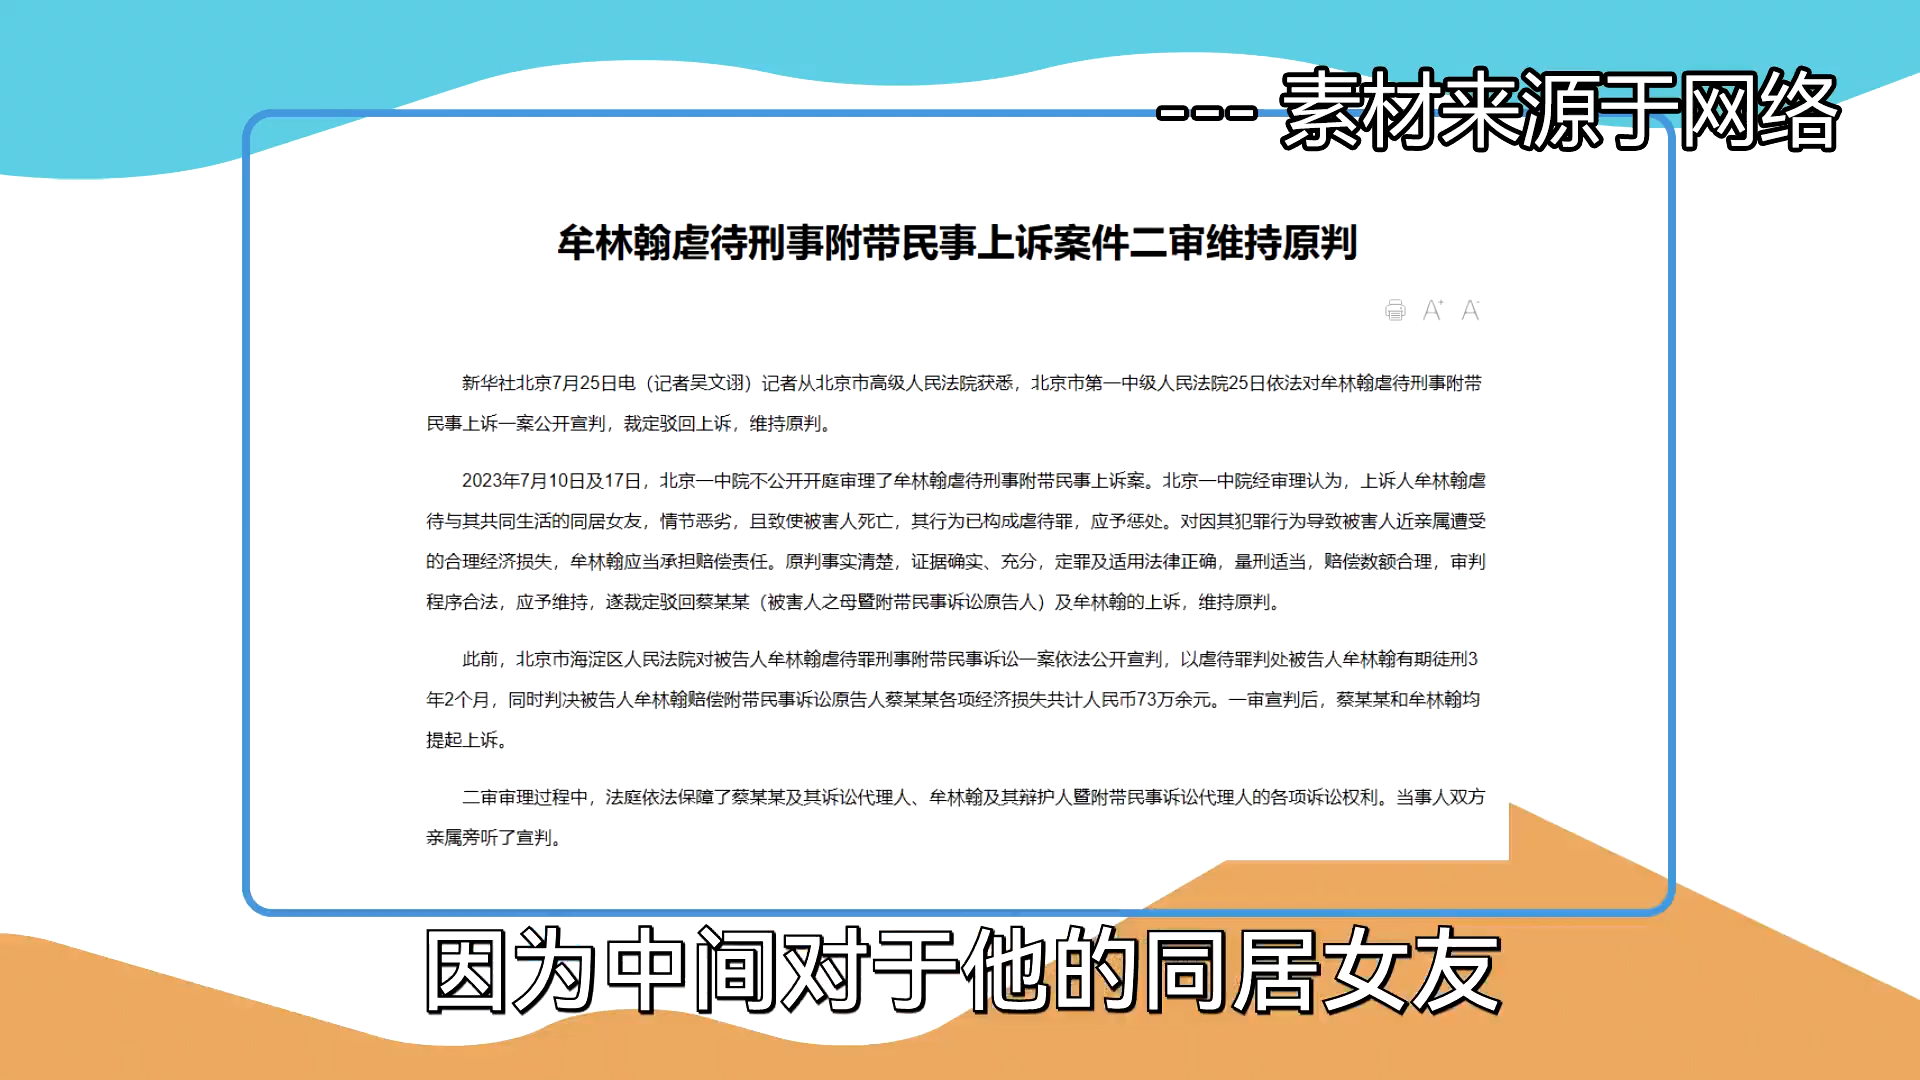 --- 素材来源于网络
牟林翰虐待刑事附带民事上诉案件二审维持原判
A+ A-
新华社北京7月25日电（记者吴文诩）记者从北京市高级人民法院获悉，北京市第一中级人民法院25日依法对牟林翰虐待刑事附带
民事上诉一案公开宣判，裁定驳回上诉，维持原判。
2023年7月10日及17日，北京一中院不公开开庭审理了牟林翰虐待刑事附带民事上诉案。北京一中院经审理认为，上诉人牟林翰虐
待与其共同生活的同居女友，情节恶劣，且致使被害人死亡，其行为已构成虐待罪，应予惩处。对因其犯罪行为导致被害人近亲属遭受
的合理经济损失，牟林翰应当承担赔偿责任。原判事实清楚，证据确实、充分，定罪及适用法律正确，量刑适当，赔偿数额合理，审判
程序合法，应予维持，遂裁定驳回蔡某某（被害人之母暨附带民事诉讼原告人）及牟林翰的上诉，维持原判。
此前，北京市海淀区人民法院对被告人牟林翰虐待罪刑事附带民事诉讼一案依法公开宣判，以虐待罪判处被告人牟林翰有期徒刑3
年2个月，同时判决被告人牟林翰赔偿附带民事诉讼原告人蔡某某各项经济损失共计人民币73万余元。一审宣判后，蔡某某和牟林翰均
提起上诉。
二审审理过程中，法庭依法保障了蔡某某及其诉讼代理人、牟林翰及其辩护人暨附带民事诉讼代理人的各项诉讼权利。当事人双方
亲属旁听了宣判。
因为中间对于他的同居女友